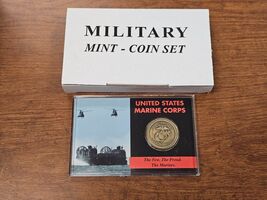 MILITARY
MINT - COIN SET
UNITED STATES
MARINE CORPS
The Few. The Proud.
The Marines.